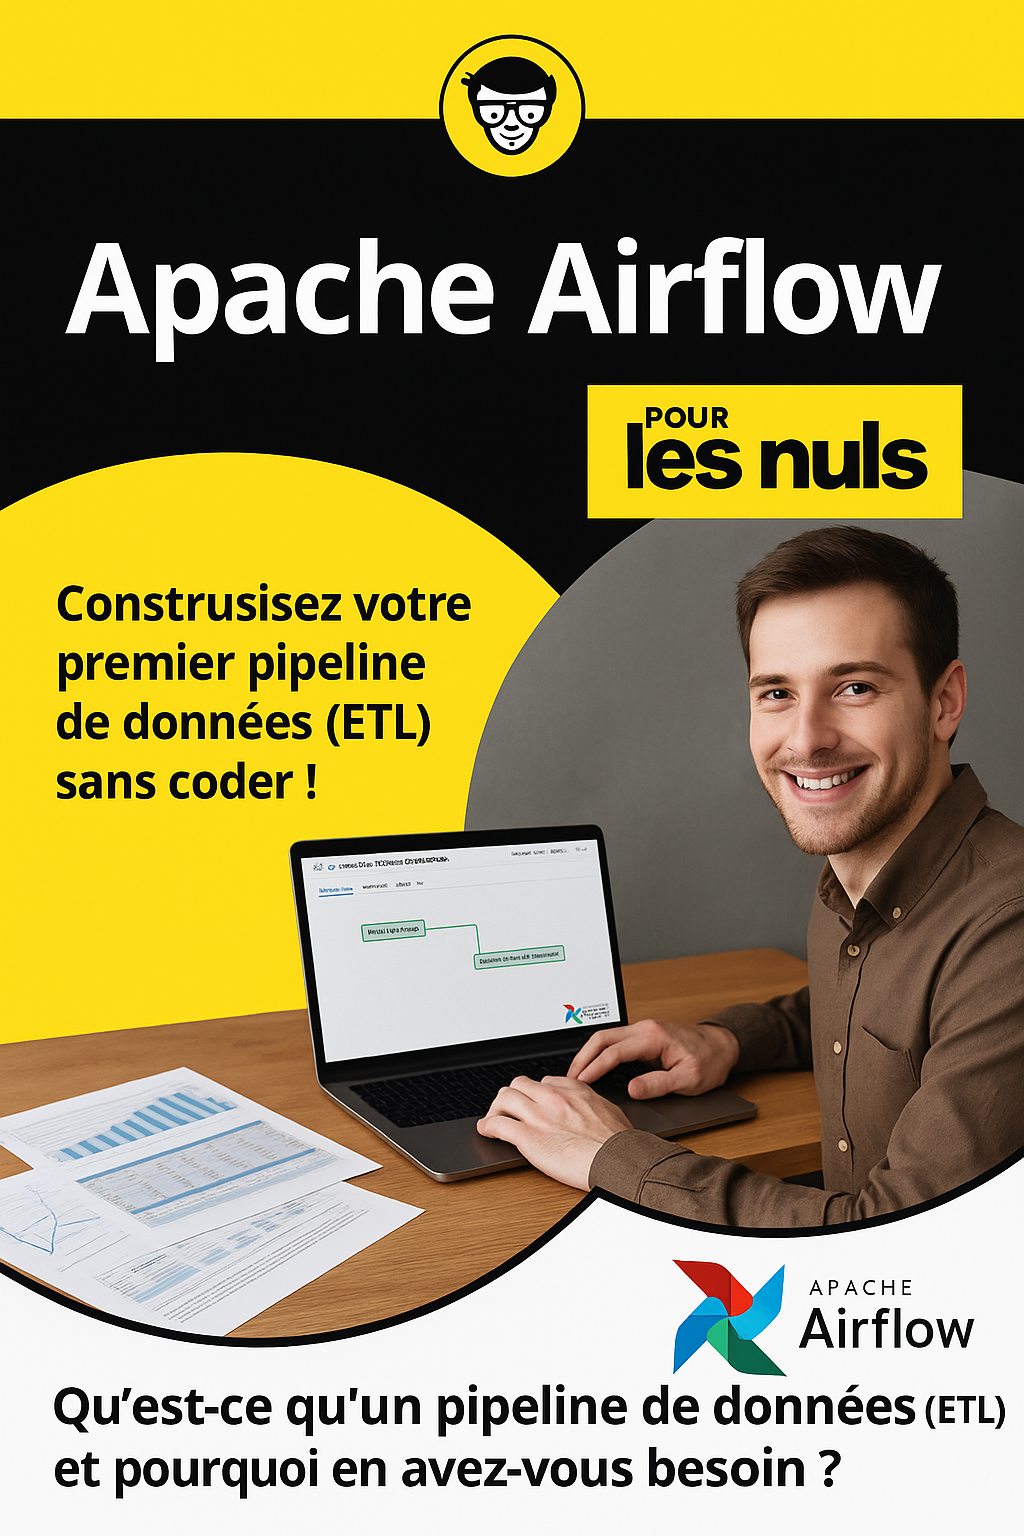 Apache Airflow
POUR
les nuls
Construsisez votre
premier pipeline
de données (ETL)
sans coder !
APACHE
Airflow
Qu’est-ce qu'un pipeline de données (ETL)
et pourquoi en avez-vous besoin ?